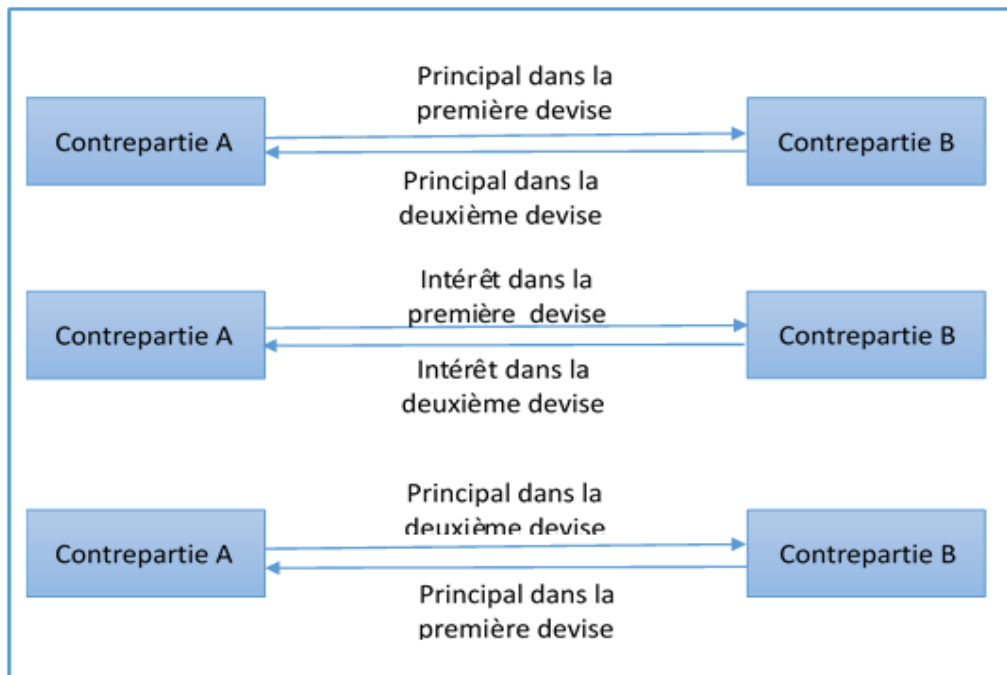 Principal dans la
première devise
Contrepartie A
Contrepartie B
Principal dans la
deuxième devise
Intérêt dans la
première devise
Contrepartie A
Contrepartie B
Intérêt dans la
deuxième devise
Principal dans la
deuxième devise
Contrepartie A
Contrepartie B
Principal dans la
première devise